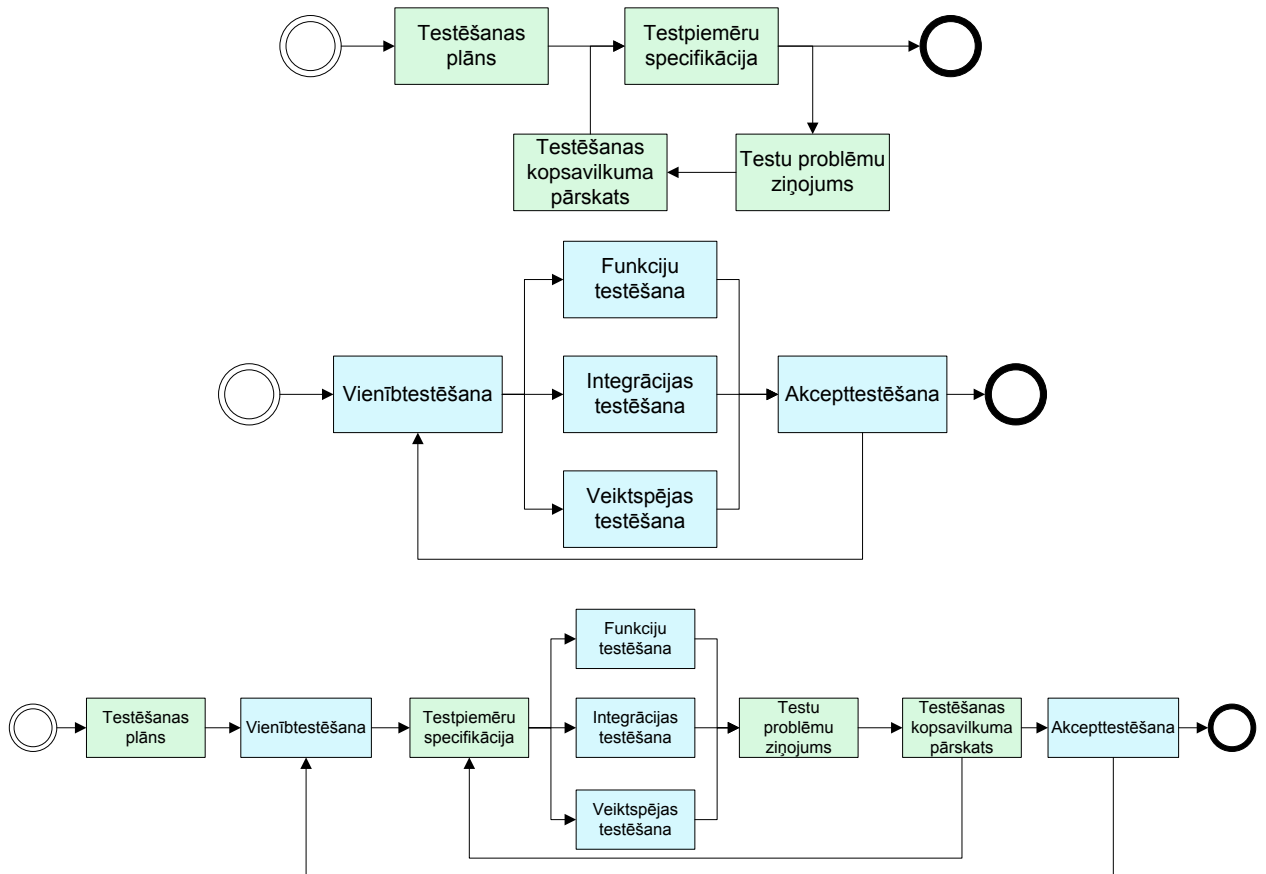 Testēšanas
plāns
Testpiemēru
specifikācija
Testēšanas
kopsavilkuma
pārskats
Testu problēmu
ziņojums
Funkciju
testēšana
Vienībtestēšana
Integrācijas
testēšana
Akcepttestēšana
Veiktspējas
testēšana
Funkciju
testēšana
Testēšanas
plāns
Vienībtestēšana
Testpiemēru
specifikācija
Integrācijas
testēšana
Testu
problēmu
ziņojums
Testēšanas
kopsavilkuma
pārskats
Akcepttestēšana
Veiktspējas
testēšana